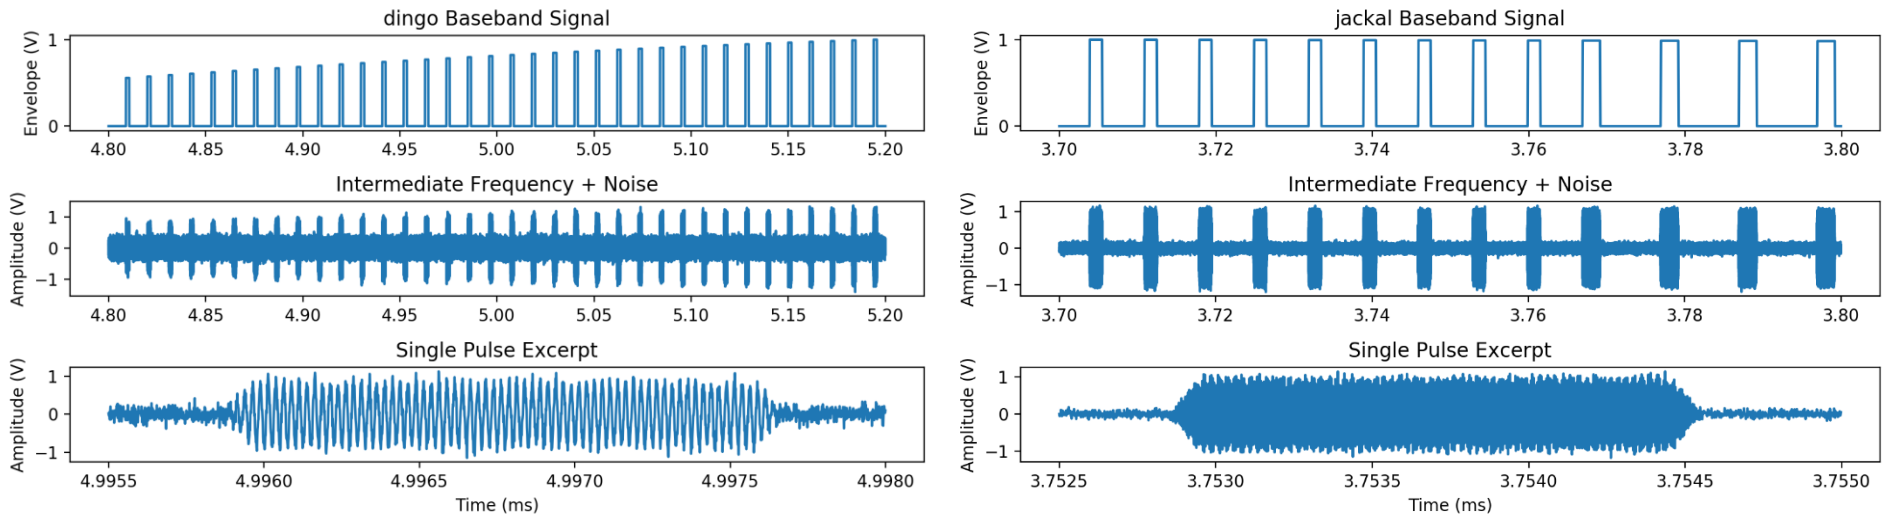 dingo Baseband Signal
Envelope (V)
1
0
4.80 4.85 4.90 4.95 5.00 5.05 5.10 5.15 5.20
Intermediate Frequency + Noise
Amplitude (V)
1
0
−1
4.80 4.85 4.90 4.95 5.00 5.05 5.10 5.15 5.20
Single Pulse Excerpt
Amplitude (V)
1
0
−1
4.9955 4.9960 4.9965 4.9970 4.9975 4.9980
Time (ms)
jackal Baseband Signal
Envelope (V)
1
0
3.70 3.72 3.74 3.76 3.78 3.80
Intermediate Frequency + Noise
Amplitude (V)
1
0
−1
3.70 3.72 3.74 3.76 3.78 3.80
Single Pulse Excerpt
Amplitude (V)
1
0
−1
3.7525 3.7530 3.7535 3.7540 3.7545 3.7550
Time (ms)